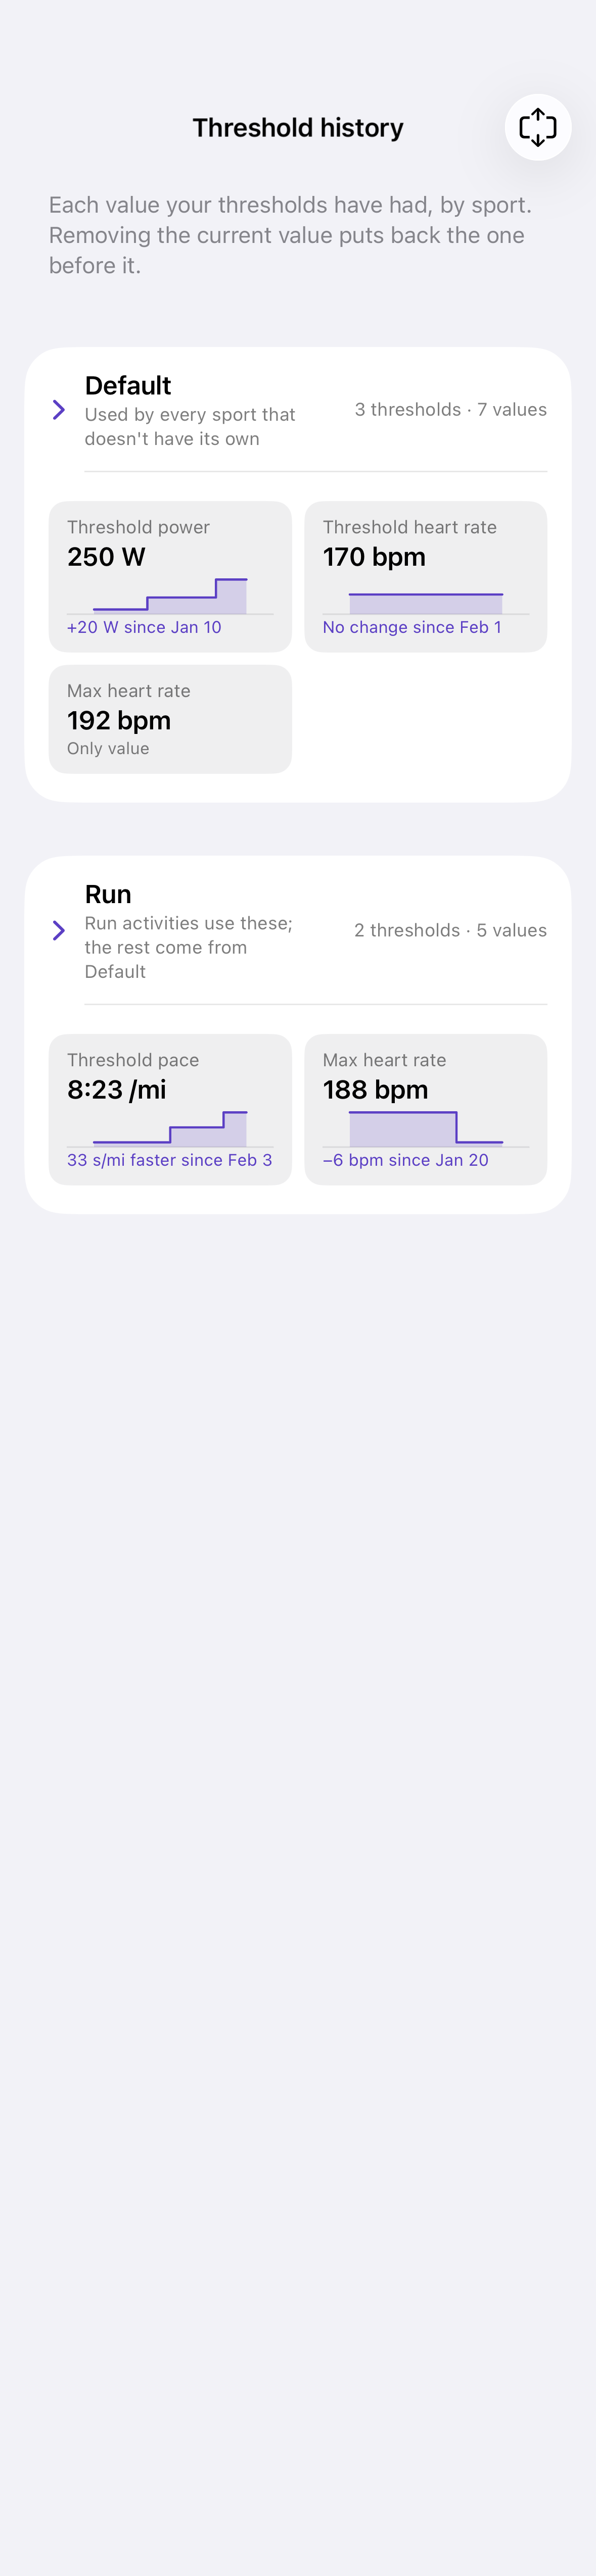 Threshold history
Each value your thresholds have had, by sport.
Removing the current value puts back the one
before it.
Default
Used by every sport that
doesn't have its own
3 thresholds · 7 values
Threshold power
250 W
+20 W since Jan 10
Threshold heart rate
170 bpm
No change since Feb 1
Max heart rate
192 bpm
Only value
Run
Run activities use these;
the rest come from
Default
2 thresholds · 5 values
Threshold pace
8:23 /mi
33 s/mi faster since Feb 3
Max heart rate
188 bpm
−6 bpm since Jan 20